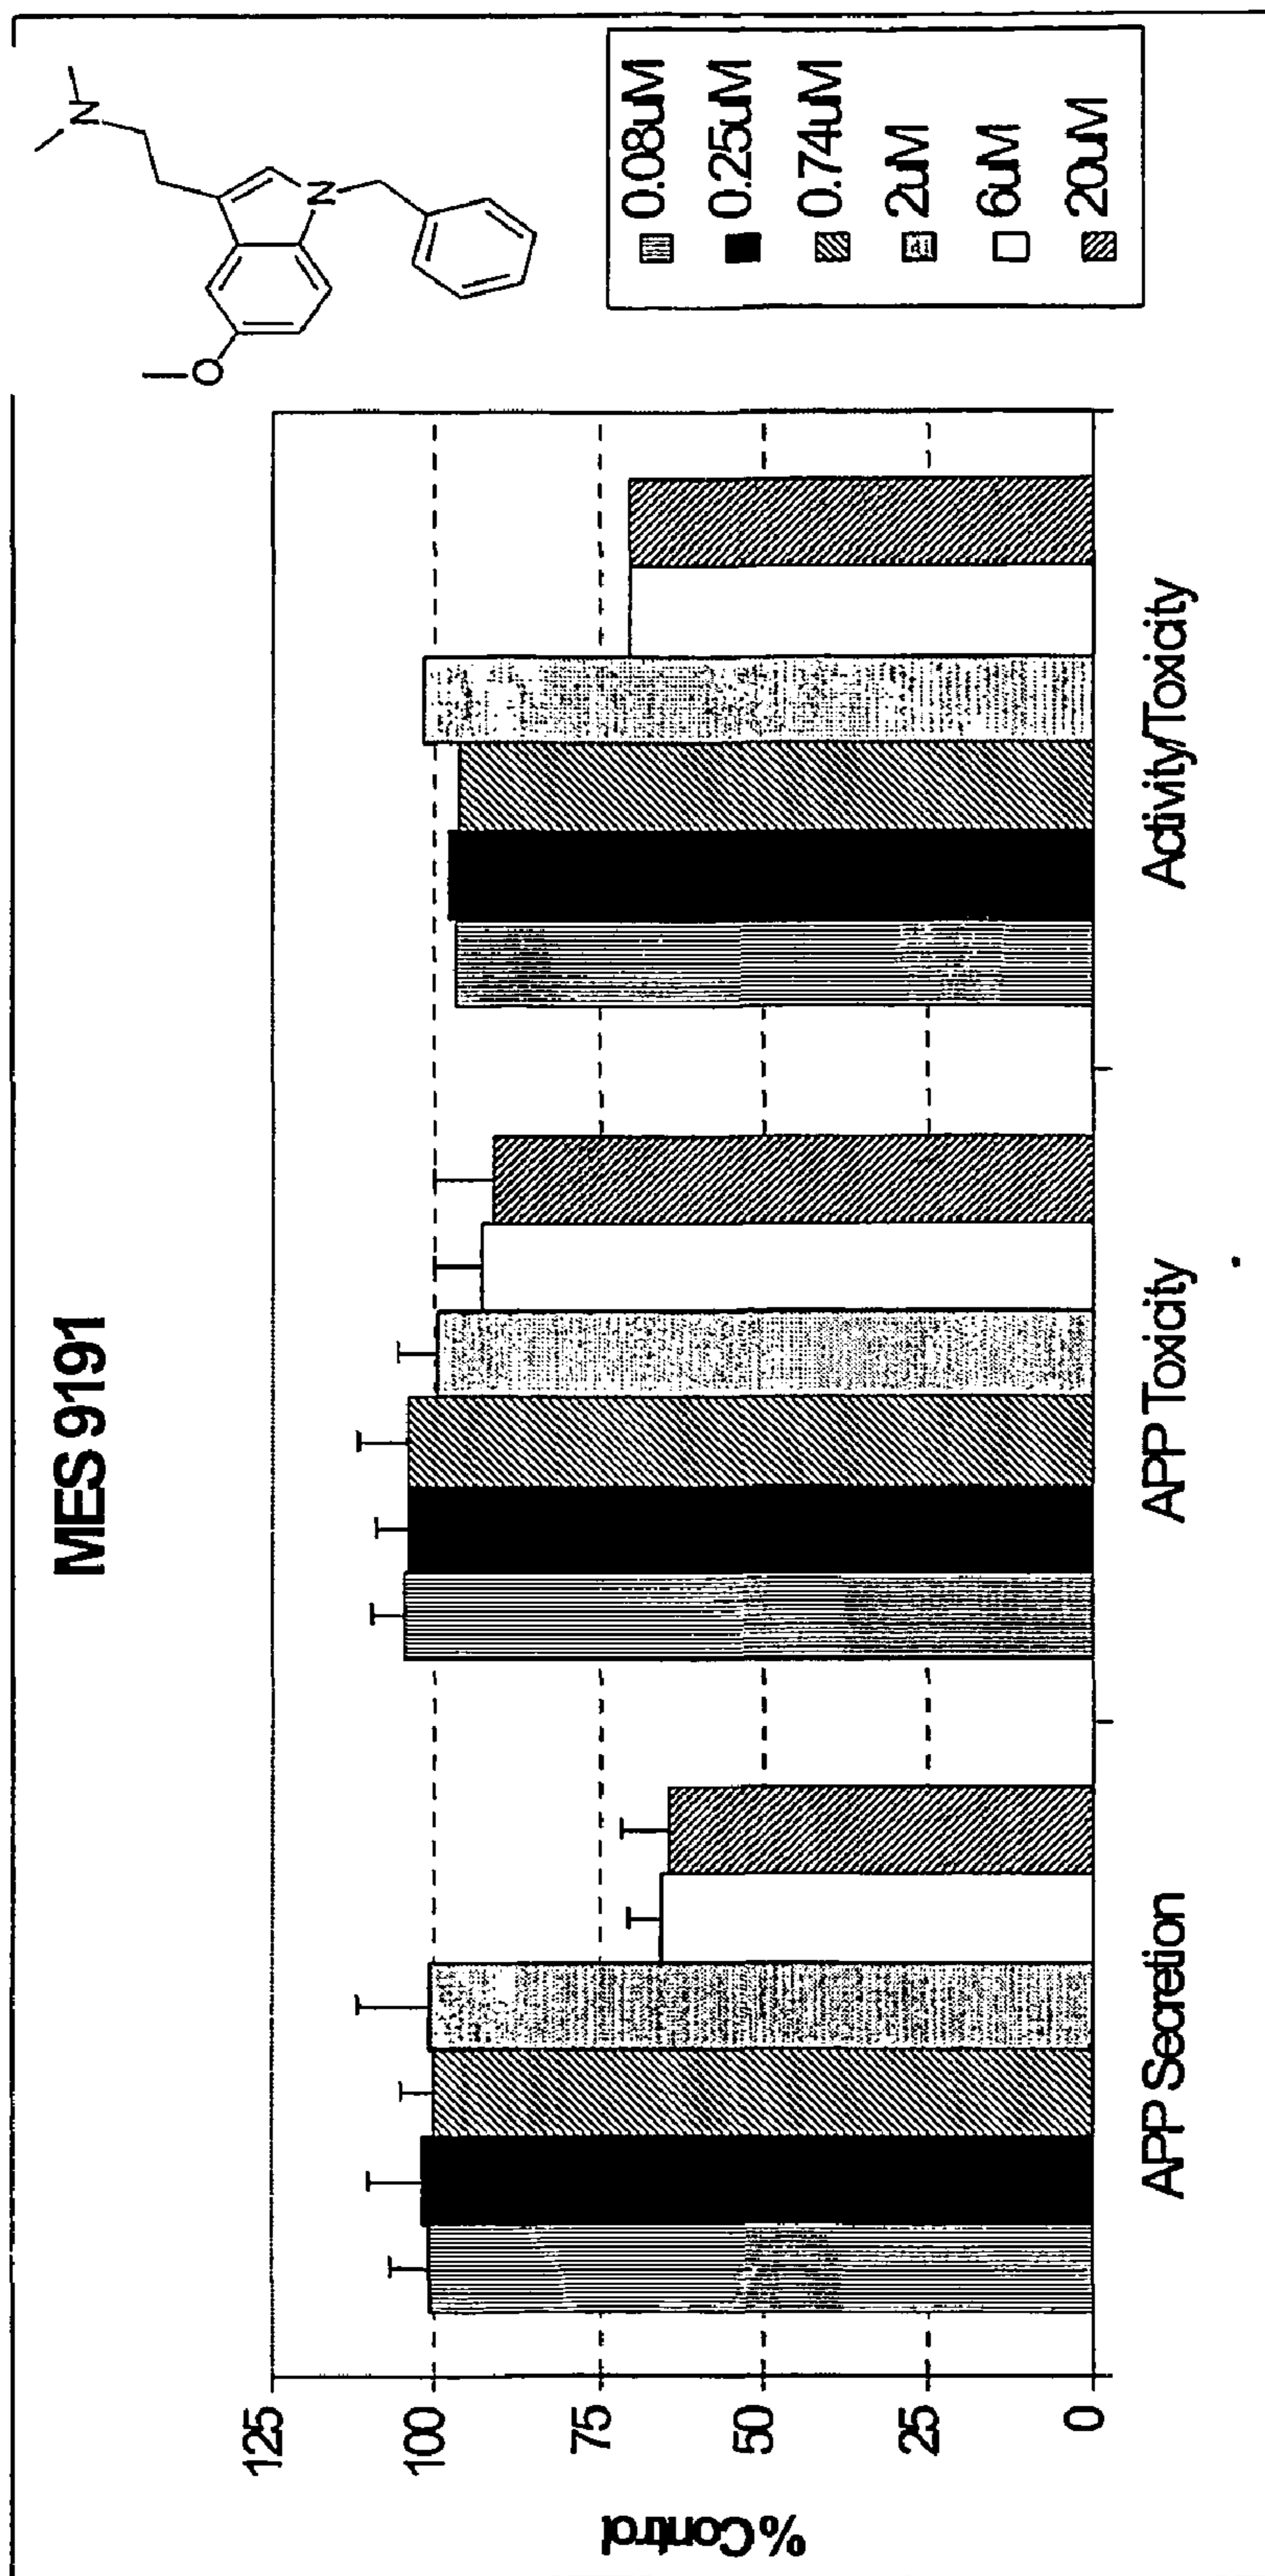 MES 9191
N
N
O
0.08uM
0.25uM
0.74uM
2uM
6uM
20uM
% Control
125
100
75
50
25
0
APP Secretion
APP Toxicity
Activity/Toxicity